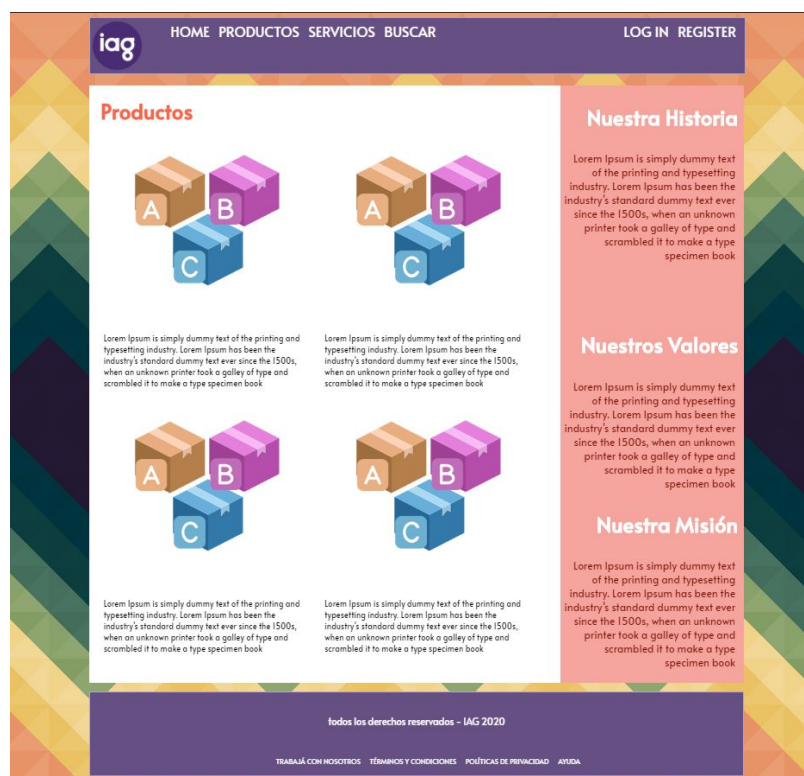 iag
HOME PRODUCTOS SERVICIOS BUSCAR
LOG IN REGISTER
Productos
A B
C
A B
C
Lorem Ipsum is simply dummy text of the printing and
typesetting industry. Lorem Ipsum has been the
industry's standard dummy text ever since the 1500s,
when an unknown printer took a galley of type and
scrambled it to make a type specimen book
Lorem Ipsum is simply dummy text of the printing and
typesetting industry. Lorem Ipsum has been the
industry's standard dummy text ever since the 1500s,
when an unknown printer took a galley of type and
scrambled it to make a type specimen book
A B
C
A B
C
Lorem Ipsum is simply dummy text of the printing and
typesetting industry. Lorem Ipsum has been the
industry's standard dummy text ever since the 1500s,
when an unknown printer took a galley of type and
scrambled it to make a type specimen book
Lorem Ipsum is simply dummy text of the printing and
typesetting industry. Lorem Ipsum has been the
industry's standard dummy text ever since the 1500s,
when an unknown printer took a galley of type and
scrambled it to make a type specimen book
Nuestra Historia
Lorem Ipsum is simply dummy text
of the printing and typesetting
industry. Lorem Ipsum has been the
industry's standard dummy text ever
since the 1500s, when an unknown
printer took a galley of type and
scrambled it to make a type
specimen book
Nuestros Valores
Lorem Ipsum is simply dummy text
of the printing and typesetting
industry. Lorem Ipsum has been the
industry's standard dummy text ever
since the 1500s, when an unknown
printer took a galley of type and
scrambled it to make a type
specimen book
Nuestra Misión
Lorem Ipsum is simply dummy text
of the printing and typesetting
industry. Lorem Ipsum has been the
industry's standard dummy text ever
since the 1500s, when an unknown
printer took a galley of type and
scrambled it to make a type
specimen book
todos los derechos reservados - IAG 2020
TRABAJÁ CON NOSOTROS TÉRMINOS Y CONDICIONES POLÍTICAS DE PRIVACIDAD AYUDA